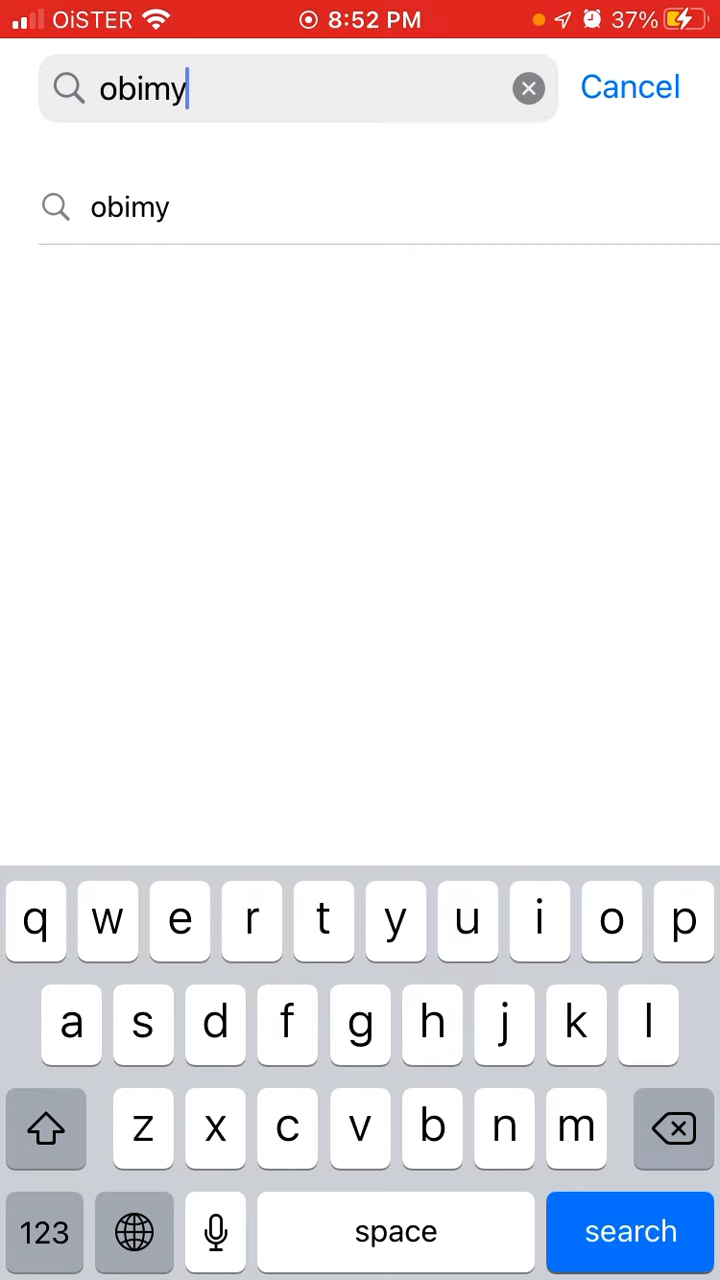 OiSTER 8:52 PM 37%
obimy Cancel
obimy
q w e r t y u i o p
a s d f g h j k l
z x c v b n m
123 space search